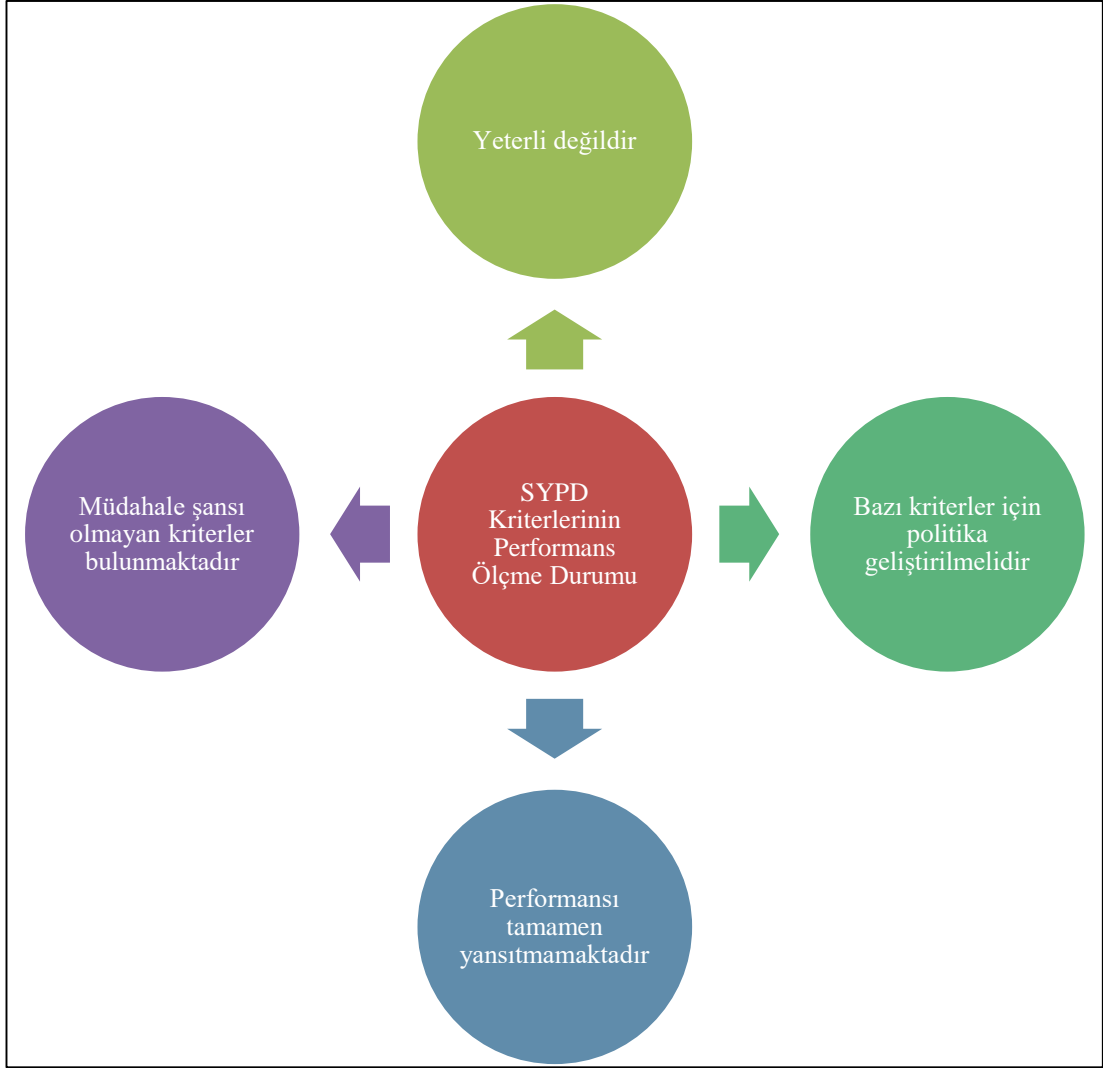 Yeterli değildir
Müdahale şansı
olmayan kriterler
bulunmaktadır
SYPD
Kriterlerinin
Performans
Ölçme Durumu
Bazı kriterler için
politika
geliştirilmelidir
Performansı
tamamen
yansıtmamaktadır